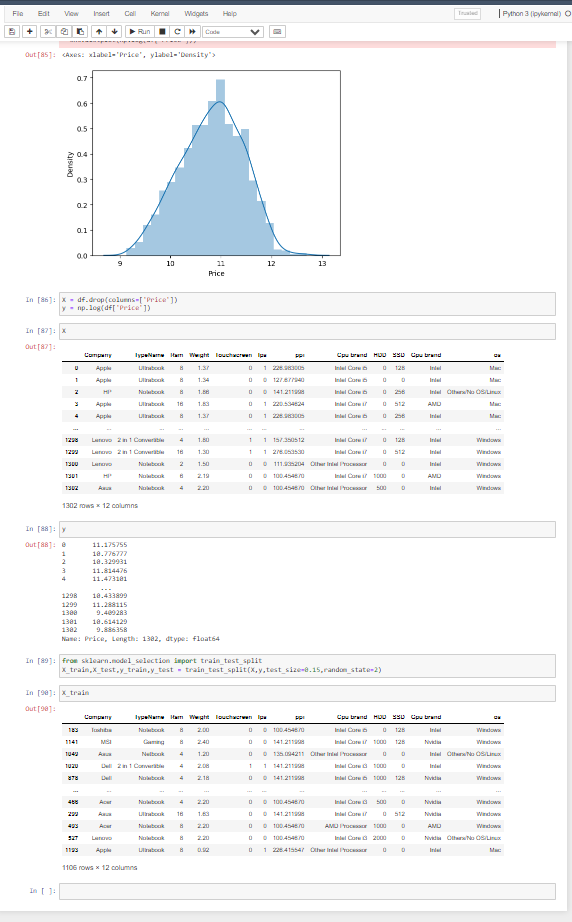 File Edit View Insert Cell Kernel Widgets Help Trusted Python 3 (ipykernel)
Run Code
Out[85]: <Axes: xlabel='Price', ylabel='Density'>
0.7
0.6
0.5
0.4
0.3
0.2
0.1
0.0
Density
9 10 11 12 13
Price
In [86]: X = df.drop(columns=['Price'])
y = np.log(df['Price'])
In [87]: X
Out[87]:
Company TypeName Ram Weight Touchscreen Ips ppi Cpu brand HDD SSD Gpu brand os
0 Apple Ultrabook 8 1.37 0 1 226.983005 Intel Core i5 0 128 Intel Mac
1 Apple Ultrabook 8 1.34 0 0 127.677940 Intel Core i5 0 0 Intel Mac
2 HP Notebook 8 1.86 0 0 141.211998 Intel Core i5 0 256 Intel Others/No OS/Linux
3 Apple Ultrabook 16 1.83 0 1 220.534624 Intel Core i7 0 512 AMD Mac
4 Apple Ultrabook 8 1.37 0 1 226.983005 Intel Core i5 0 256 Intel Mac
... ... ... ... ... ... ... ... ... ... ... ... ...
1298 Lenovo 2 in 1 Convertible 4 1.80 1 1 157.350512 Intel Core i7 0 128 Intel Windows
1299 Lenovo 2 in 1 Convertible 16 1.30 1 1 276.053530 Intel Core i7 0 512 Intel Windows
1300 Lenovo Notebook 2 1.50 0 0 111.935204 Other Intel Processor 0 0 Intel Windows
1301 HP Notebook 6 2.19 0 0 100.454670 Intel Core i7 1000 0 AMD Windows
1302 Asus Notebook 4 2.20 0 0 100.454670 Other Intel Processor 500 0 Intel Windows
1302 rows × 12 columns
In [88]: y
Out[88]: 0 11.175755
1 10.776777
2 10.329931
3 11.814476
4 11.473101
...
1298 10.433899
1299 11.288115
1300 9.409283
1301 10.614129
1302 9.886358
Name: Price, Length: 1302, dtype: float64
In [89]: from sklearn.model_selection import train_test_split
X_train,X_test,y_train,y_test = train_test_split(X,y,test_size=0.15,random_state=2)
In [90]: X_train
Out[90]:
Company TypeName Ram Weight Touchscreen Ips ppi Cpu brand HDD SSD Gpu brand os
183 Toshiba Notebook 8 2.00 0 0 100.454670 Intel Core i5 0 128 Intel Windows
1141 MSI Gaming 8 2.40 0 0 141.211998 Intel Core i7 1000 128 Nvidia Windows
1049 Asus Netbook 4 1.20 0 0 135.094211 Other Intel Processor 0 0 Intel Others/No OS/Linux
1020 Dell 2 in 1 Convertible 4 2.08 1 1 141.211998 Intel Core i3 1000 0 Intel Windows
878 Dell Notebook 4 2.18 0 0 141.211998 Intel Core i5 1000 128 Nvidia Windows
... ... ... ... ... ... ... ... ... ... ... ... ...
466 Acer Notebook 4 2.20 0 0 100.454670 Intel Core i3 500 0 Nvidia Windows
299 Asus Ultrabook 16 1.63 0 0 141.211998 Intel Core i7 0 512 Nvidia Windows
493 Acer Notebook 8 2.20 0 0 100.454670 AMD Processor 1000 0 AMD Windows
527 Lenovo Notebook 8 2.20 0 0 100.454670 Intel Core i3 2000 0 Nvidia Others/No OS/Linux
1193 Apple Ultrabook 8 0.92 0 1 226.415547 Other Intel Processor 0 0 Intel Mac
1106 rows × 12 columns
In [ ]: